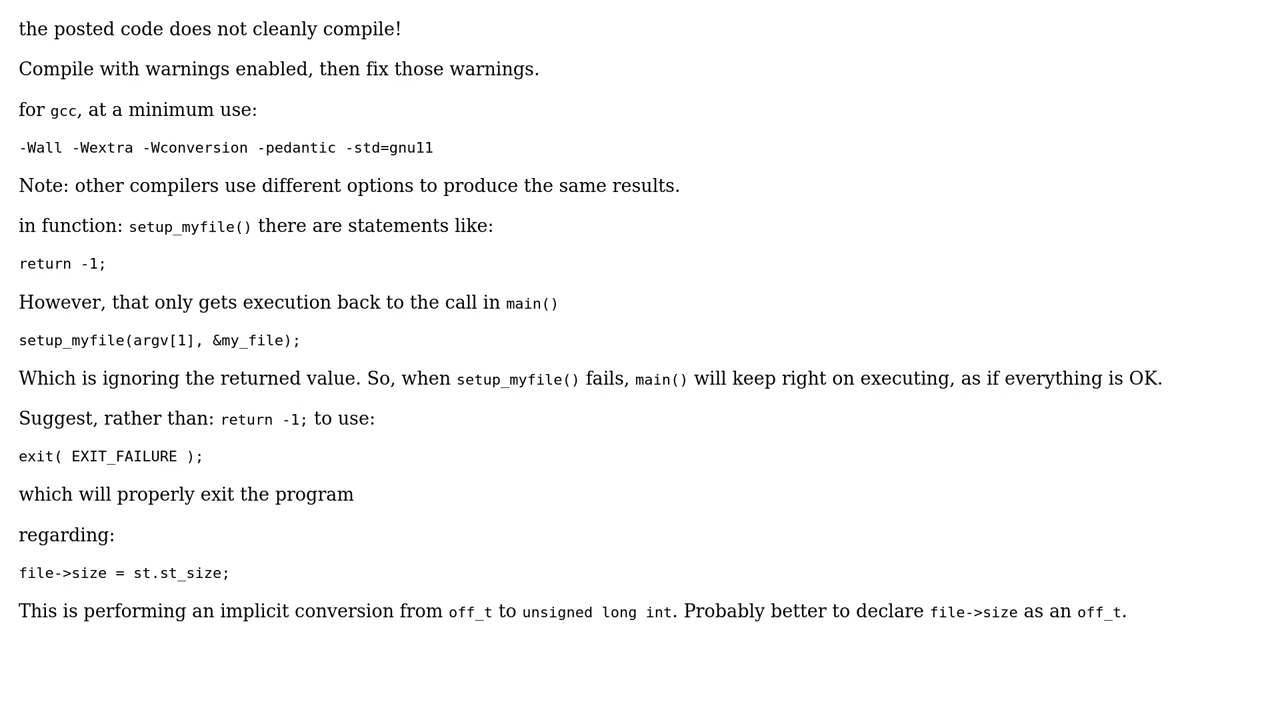 the posted code does not cleanly compile!
Compile with warnings enabled, then fix those warnings.
for gcc, at a minimum use:
-Wall -Wextra -Wconversion -pedantic -std=gnu11
Note: other compilers use different options to produce the same results.
in function: setup_myfile() there are statements like:
return -1;
However, that only gets execution back to the call in main()
setup_myfile(argv[1], &my_file);
Which is ignoring the returned value. So, when setup_myfile() fails, main() will keep right on executing, as if everything is OK.
Suggest, rather than: return -1; to use:
exit( EXIT_FAILURE );
which will properly exit the program
regarding:
file->size = st.st_size;
This is performing an implicit conversion from off_t to unsigned long int. Probably better to declare file->size as an off_t.